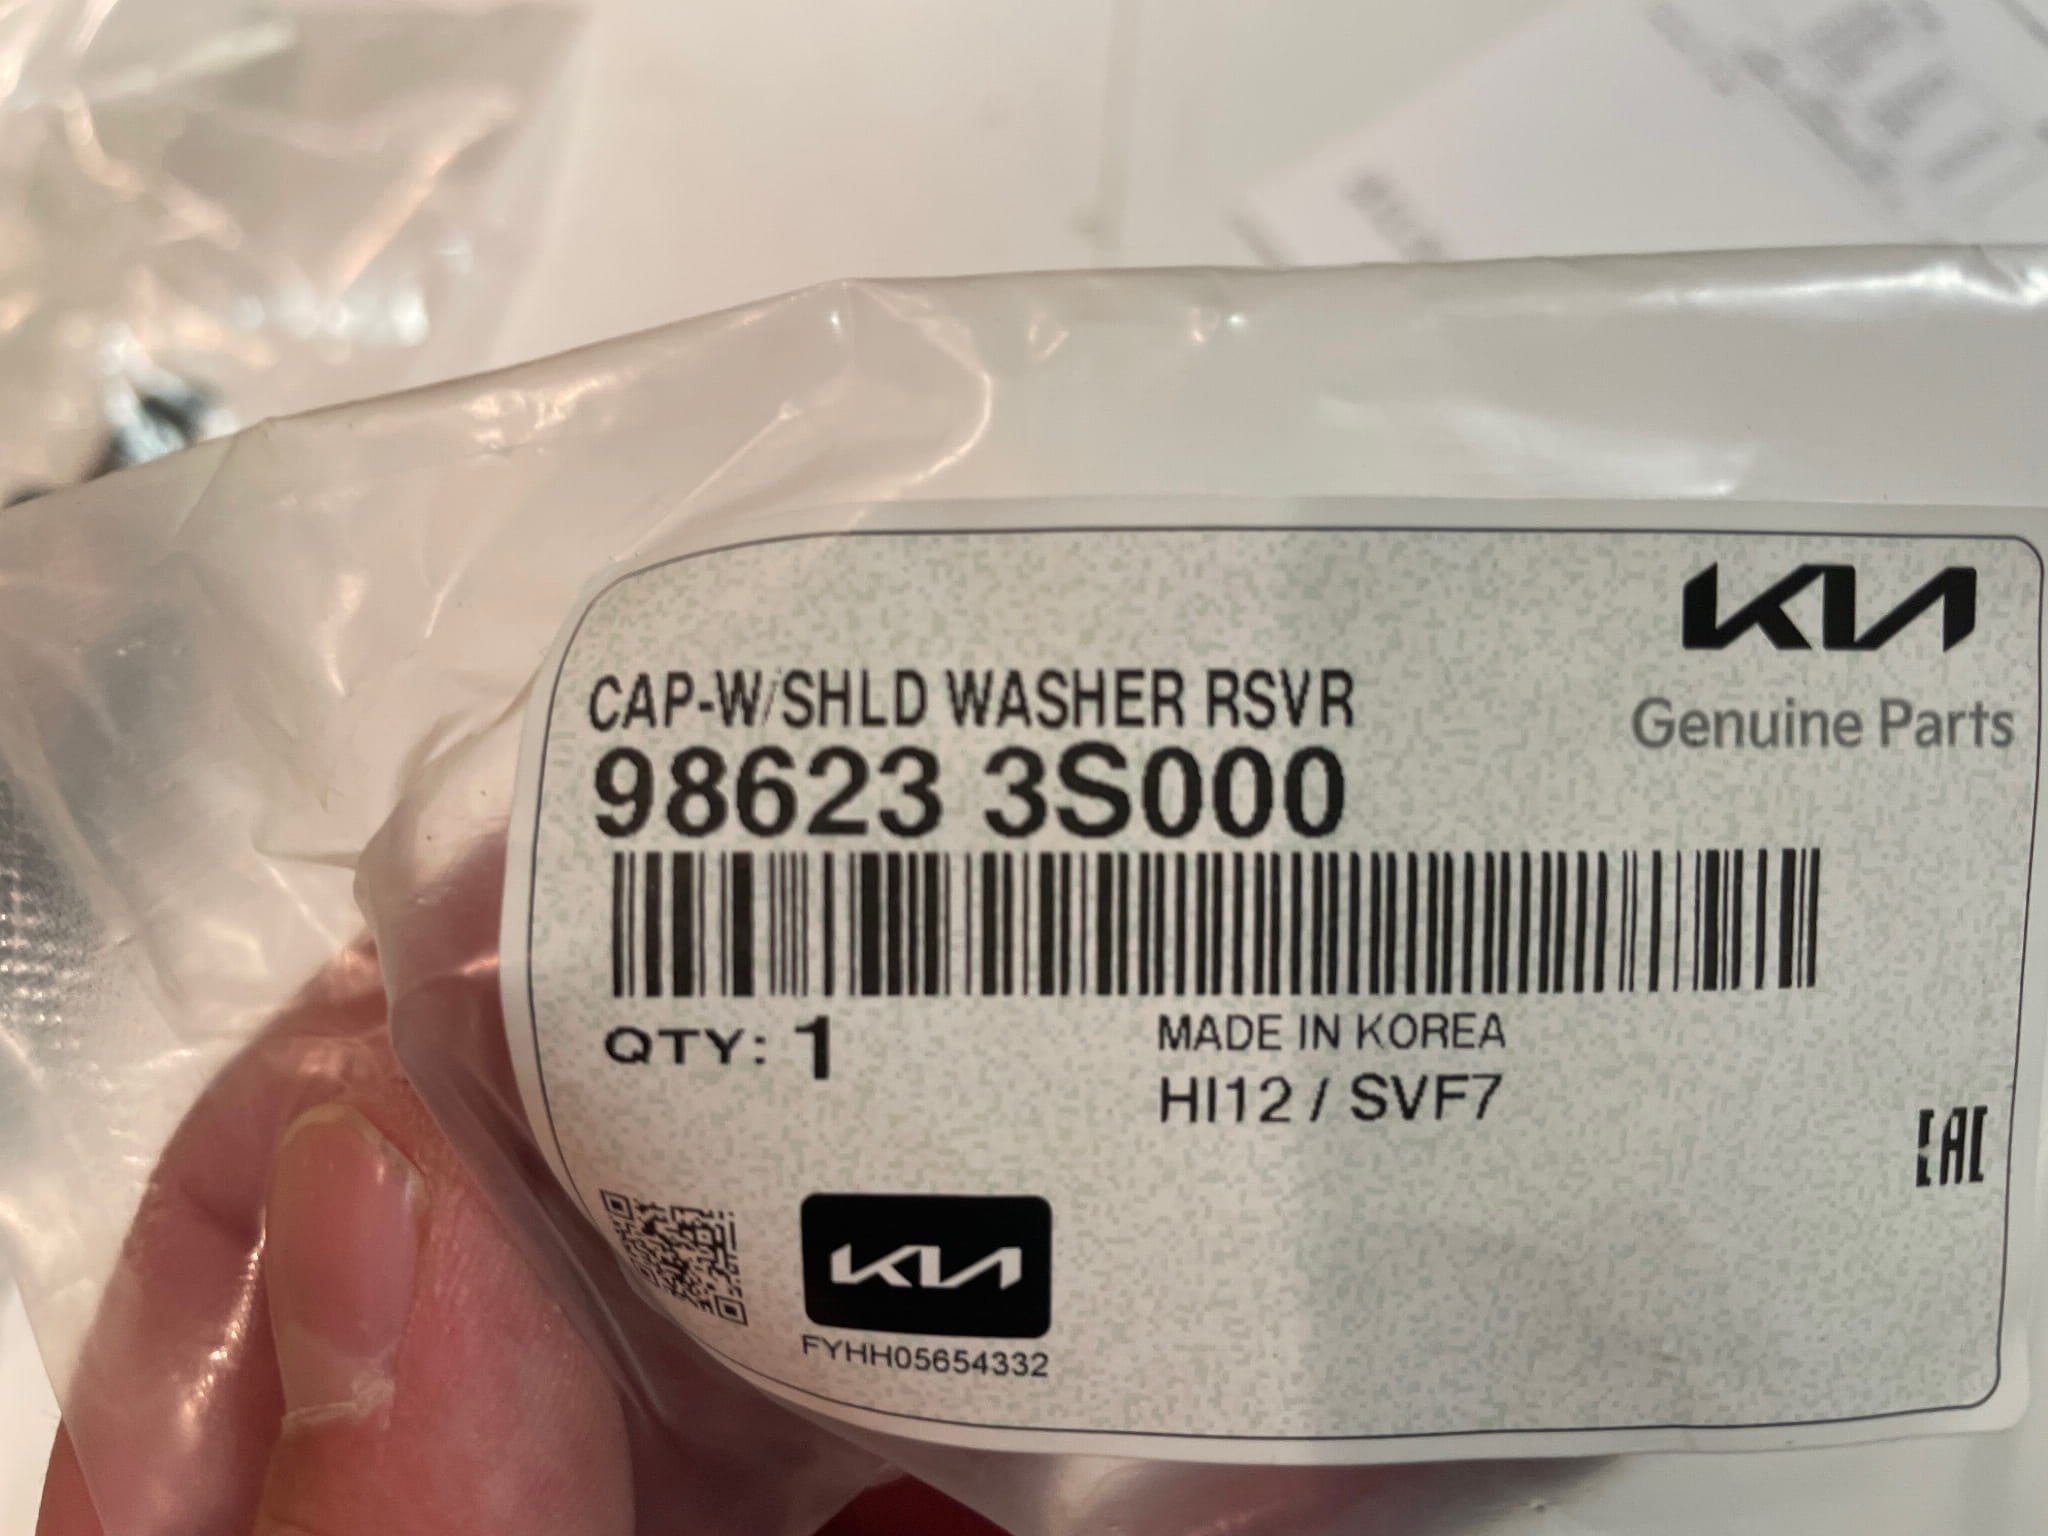 KIA
Genuine Parts
CAP-W/SHLD WASHER RSVR
98623 3S000
QTY: 1
MADE IN KOREA
HI12 / SVF7
EAC
KIA
FYHH05654332